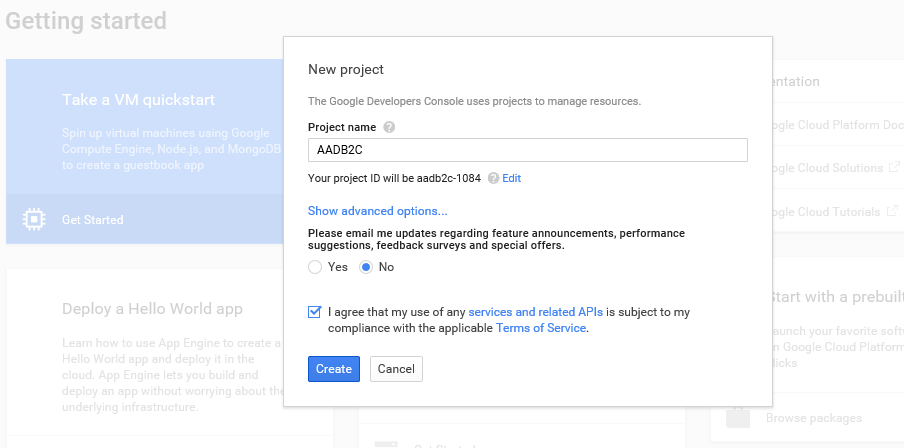 Getting started
Take a VM quickstart
Spin up virtual machines using Google
Compute Engine, Node.js, and MongoDB
to create a guestbook app
Get Started
Deploy a Hello World app
Learn how to use App Engine to create a
Hello World app and deploy it in the
cloud. App Engine lets you build and
deploy an app without worrying about the
underlying infrastructure.
New project
The Google Developers Console uses projects to manage resources.
Project name ?
AADB2C
Your project ID will be aadb2c-1084 ? Edit
Show advanced options...
Please email me updates regarding feature announcements, performance
suggestions, feedback surveys and special offers.
Yes No
I agree that my use of any services and related APIs is subject to my
compliance with the applicable Terms of Service.
Create Cancel
Get Started
entation
ogle Cloud Platform Doc
ogle Cloud Solutions
ogle Cloud Tutorials
Start with a prebuilt
aunch your favorite soft
on Google Cloud Platform
licks
Browse packages